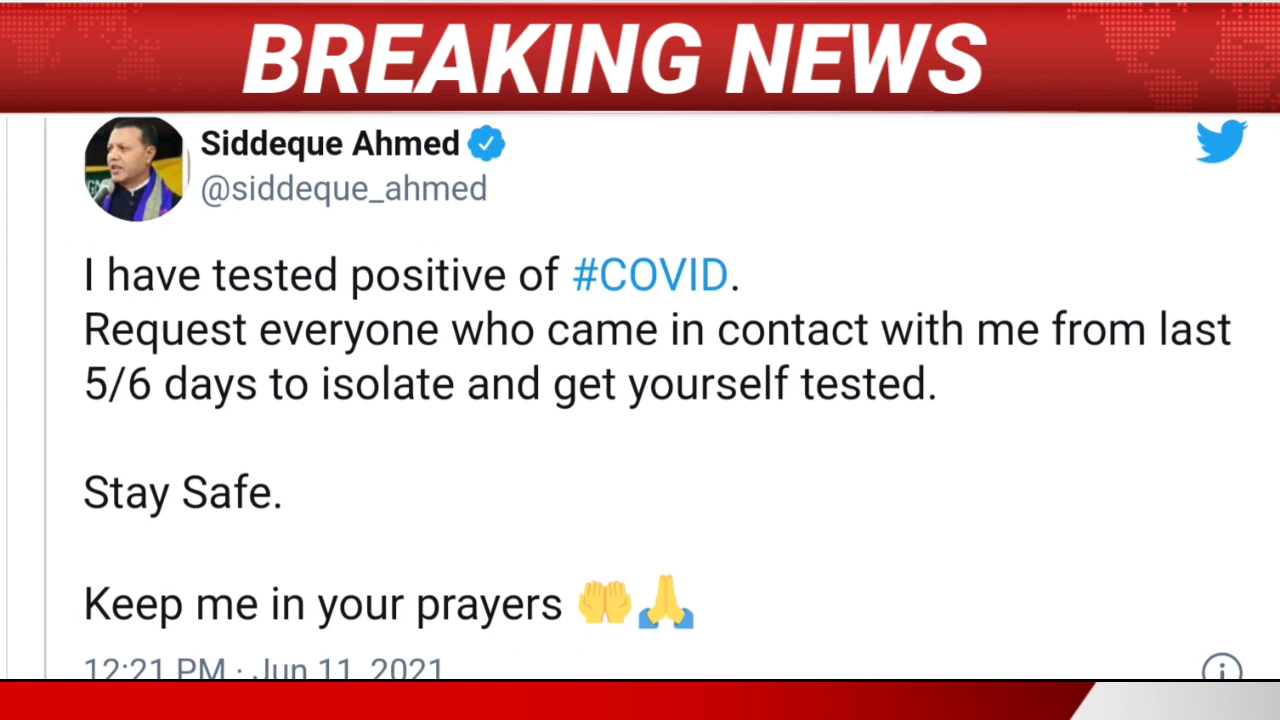 BREAKING NEWS
Siddeque Ahmed
@siddeque_ahmed
I have tested positive of #COVID.
Request everyone who came in contact with me from last
5/6 days to isolate and get yourself tested.
Stay Safe.
Keep me in your prayers 🤲🙏
12:21 PM · Jun 11, 2021